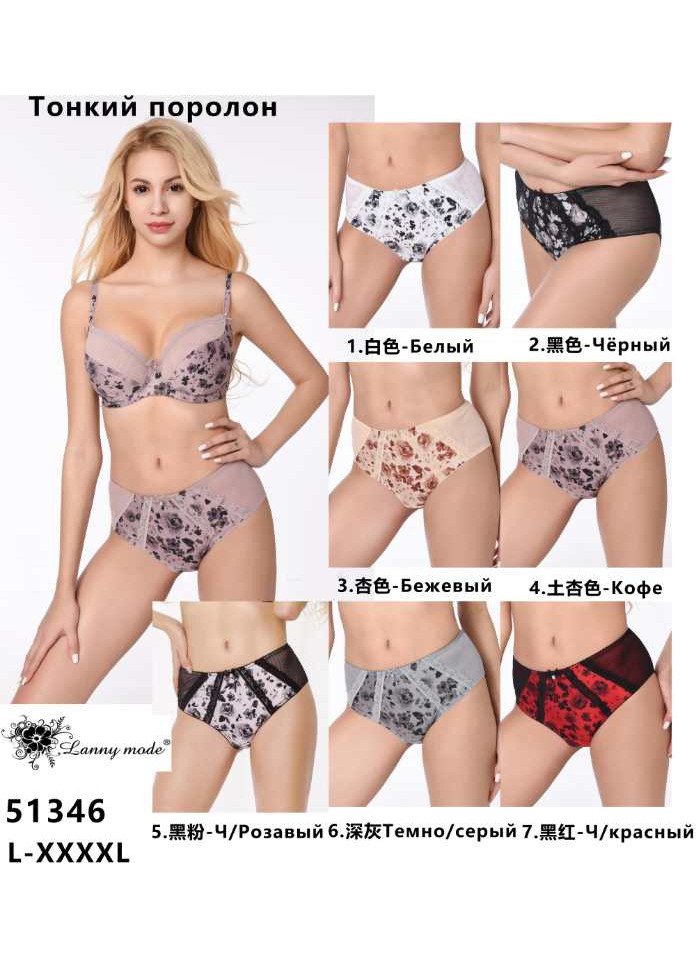 Тонкий поролон
1.白色-Белый
2.黑色-Чёрный
3.杏色-Бежевый
4.土杏色-Кофе
Lanny mode®
51346
L-XXXXL
5.黑粉-Ч/Розавый
6.深灰Темно/серый
7.黑红-Ч/красный